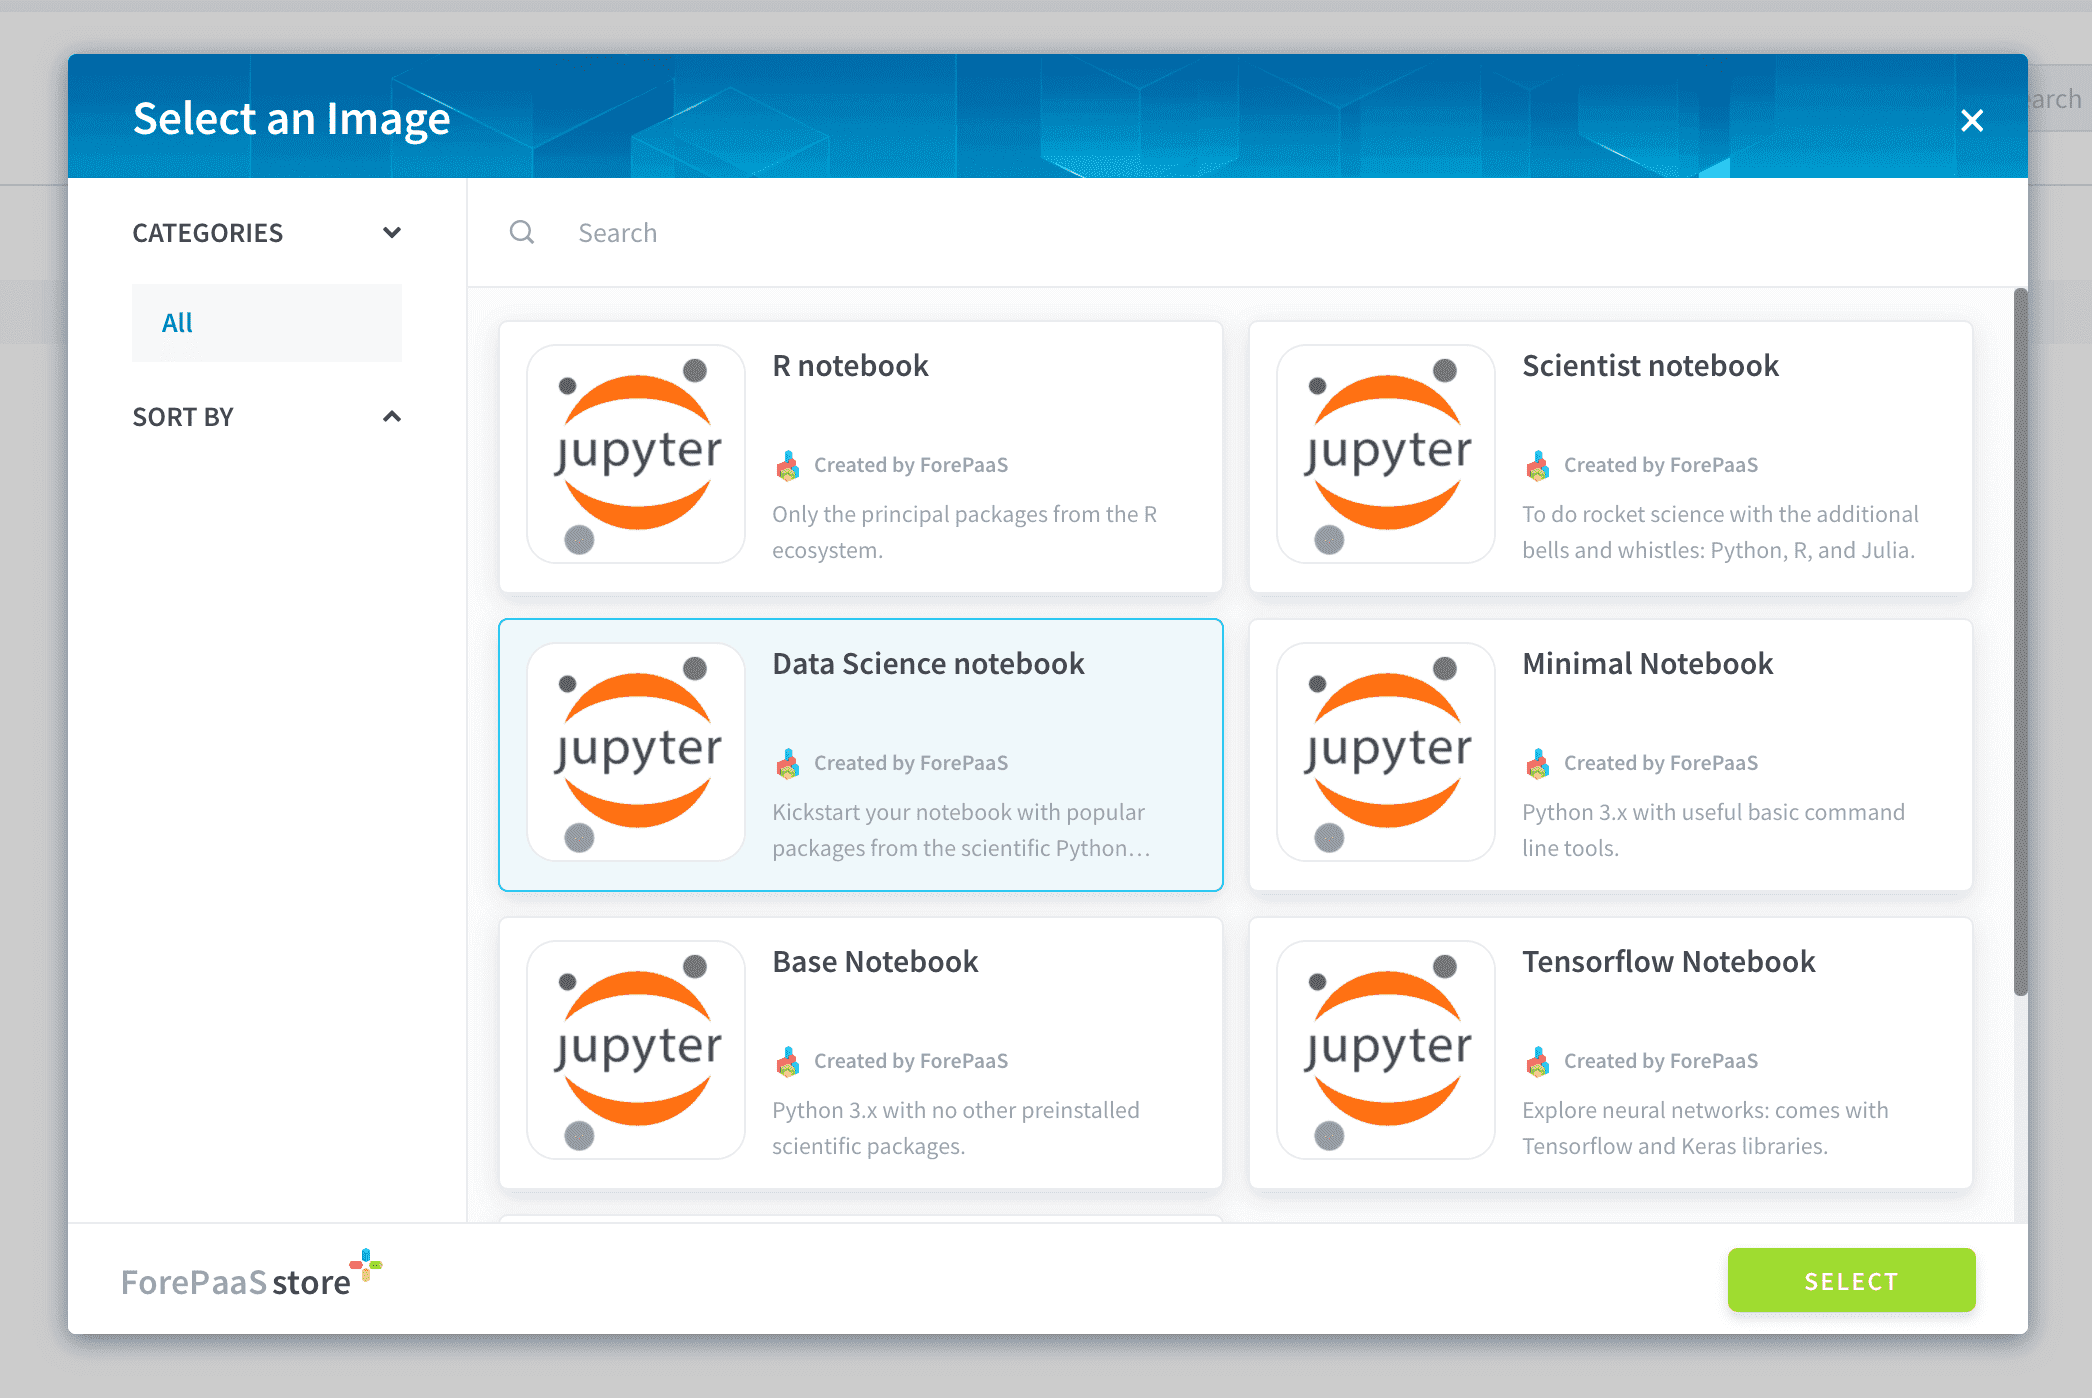 Select an Image
arch
CATEGORIES
Search
All
SORT BY
R notebook
jupyter
Created by ForePaaS
Only the principal packages from the R
ecosystem.
Scientist notebook
jupyter
Created by ForePaaS
To do rocket science with the additional
bells and whistles: Python, R, and Julia.
Data Science notebook
jupyter
Created by ForePaaS
Kickstart your notebook with popular
packages from the scientific Python...
Minimal Notebook
jupyter
Created by ForePaaS
Python 3.x with useful basic command
line tools.
Base Notebook
jupyter
Created by ForePaaS
Python 3.x with no other preinstalled
scientific packages.
Tensorflow Notebook
jupyter
Created by ForePaaS
Explore neural networks: comes with
Tensorflow and Keras libraries.
ForePaaS store
SELECT